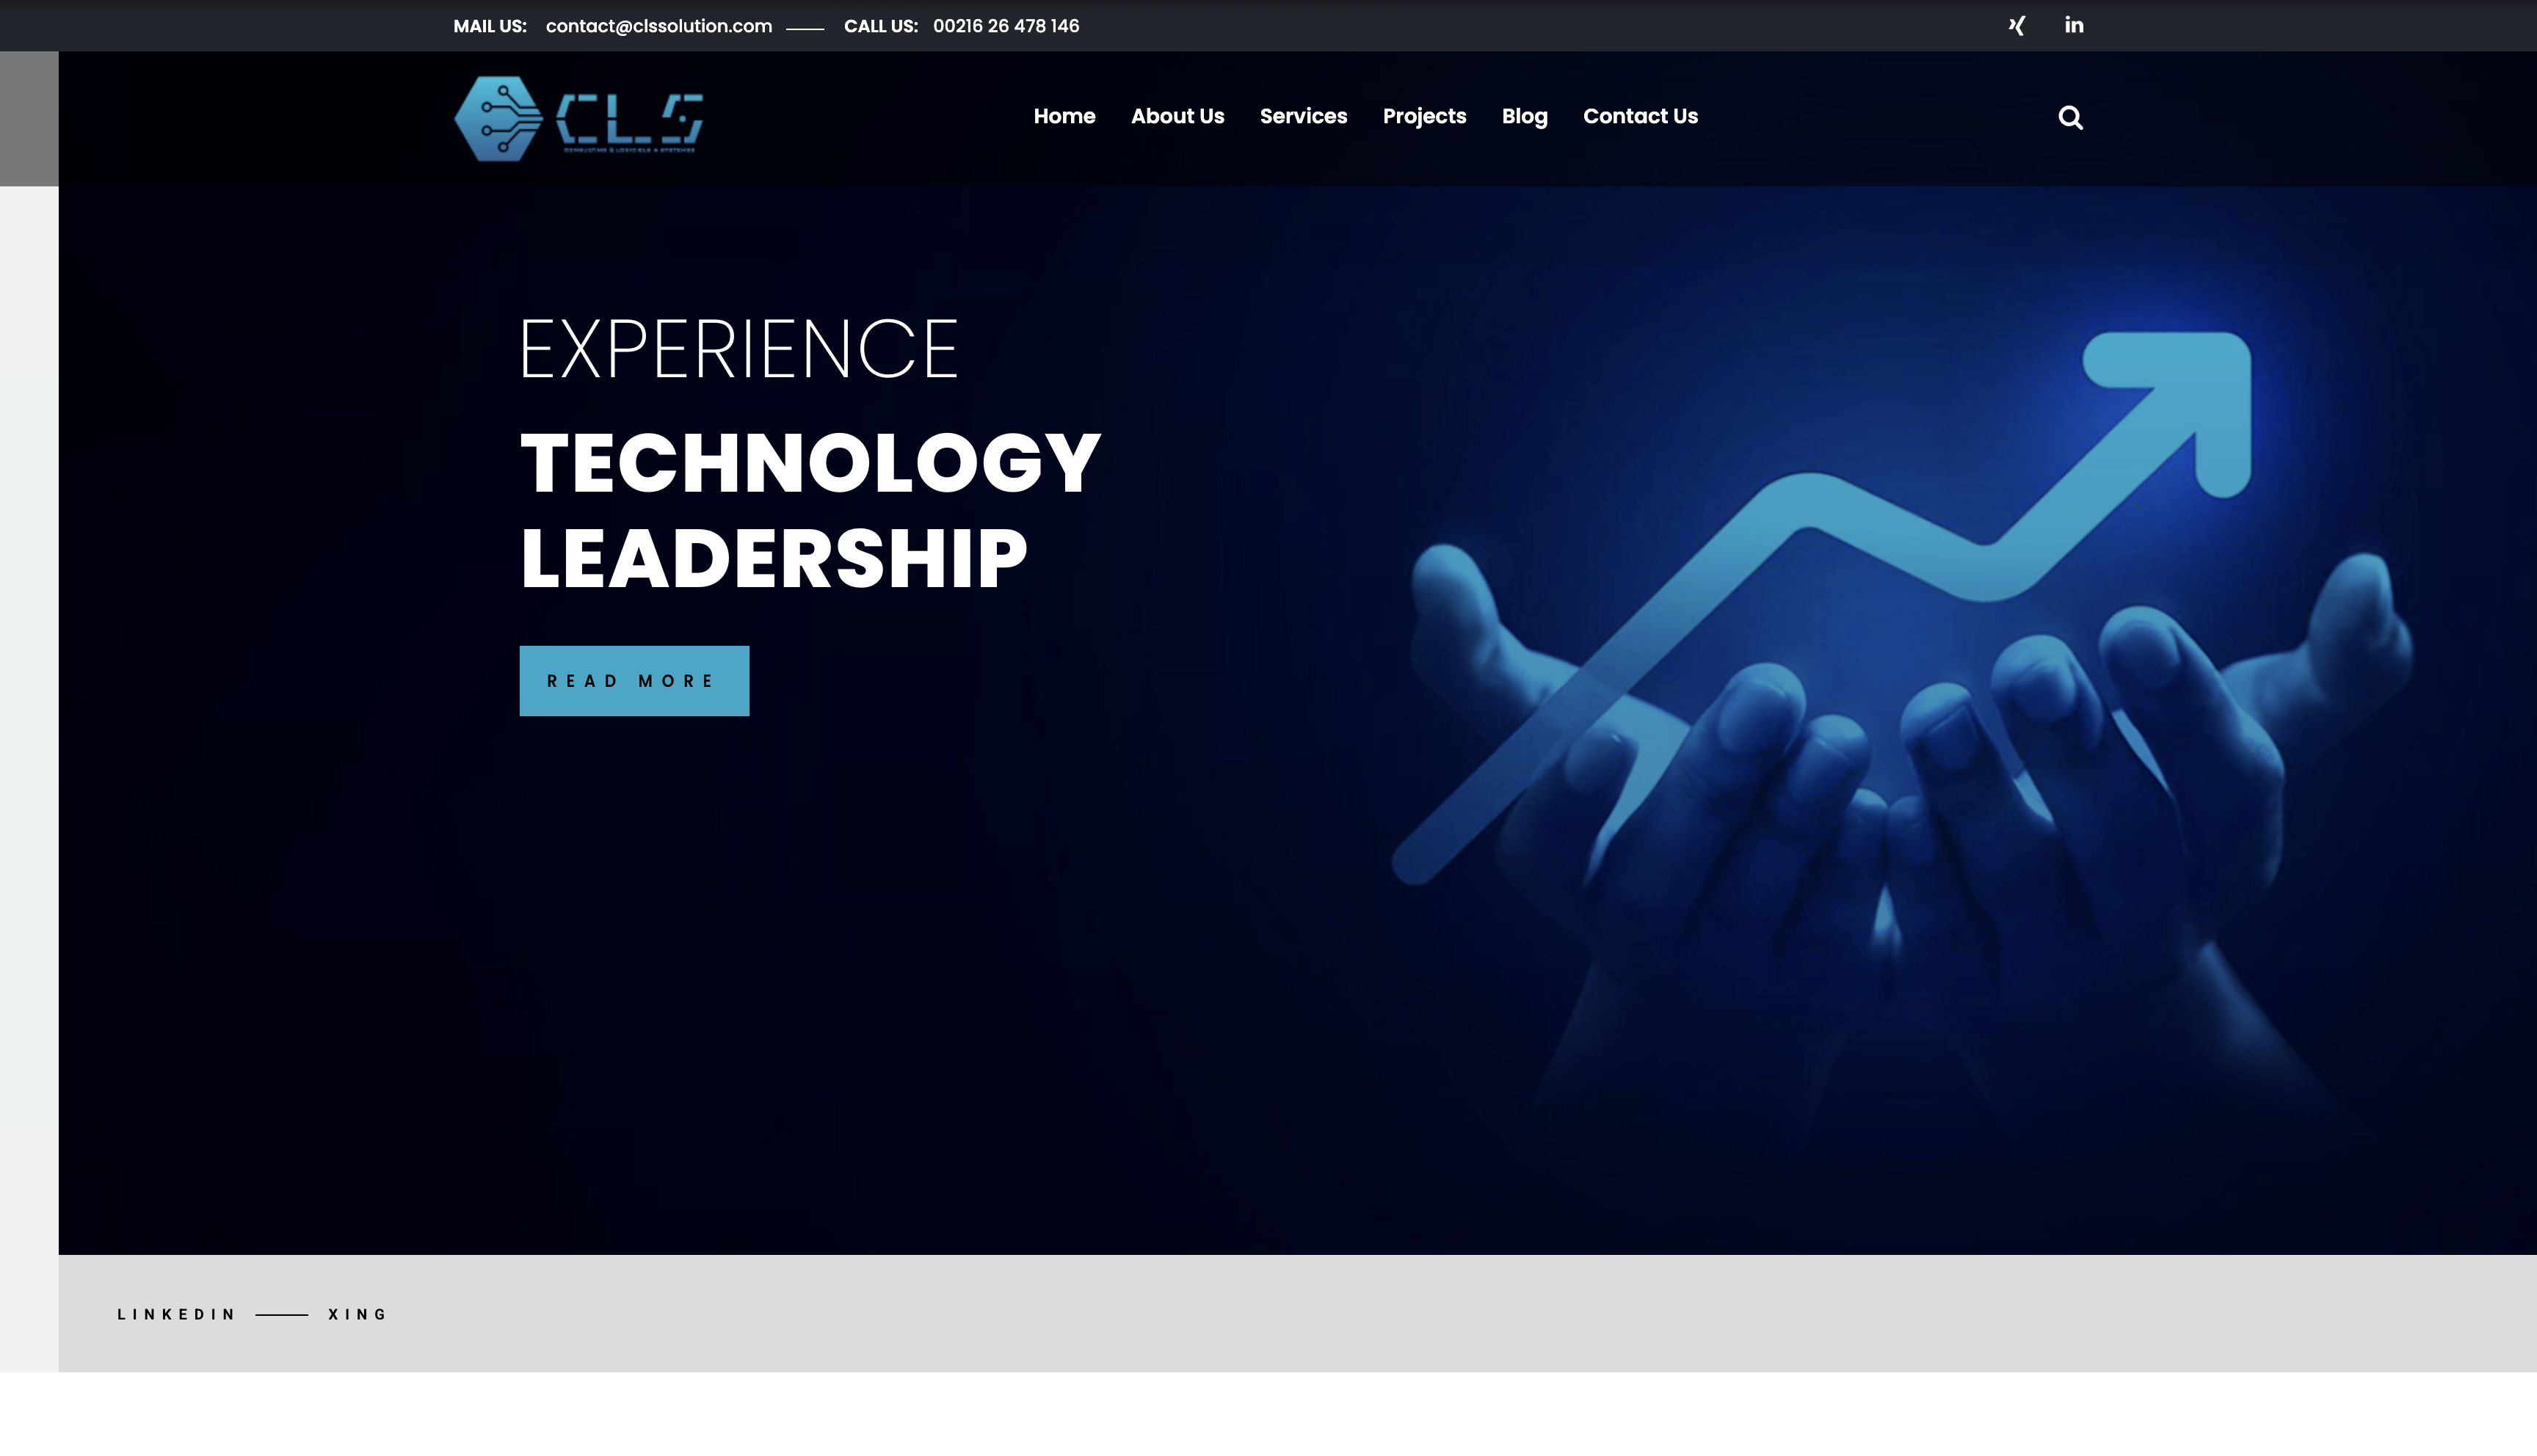 MAIL US: contact@clssolution.com CALL US: 00216 26 478 146
in
CLS
Home About Us Services Projects Blog Contact Us
EXPERIENCE
TECHNOLOGY
LEADERSHIP
READ MORE
LINKEDIN XING